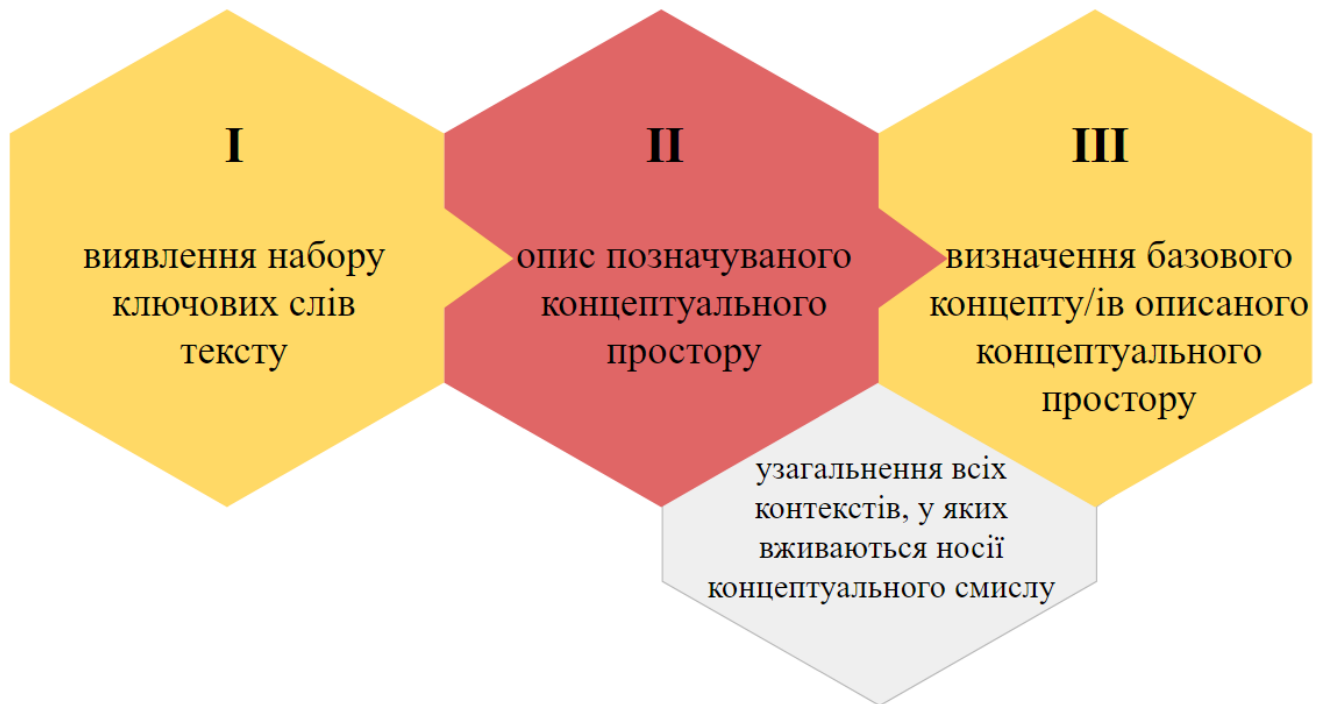 I
виявлення набору
ключових слів
тексту
II
опис позначуваного
концептуального
простору
III
визначення базового
концепту/ів описаного
концептуального
простору
узагальнення всіх
контекстів, у яких
вживаються носії
концептуального смислу